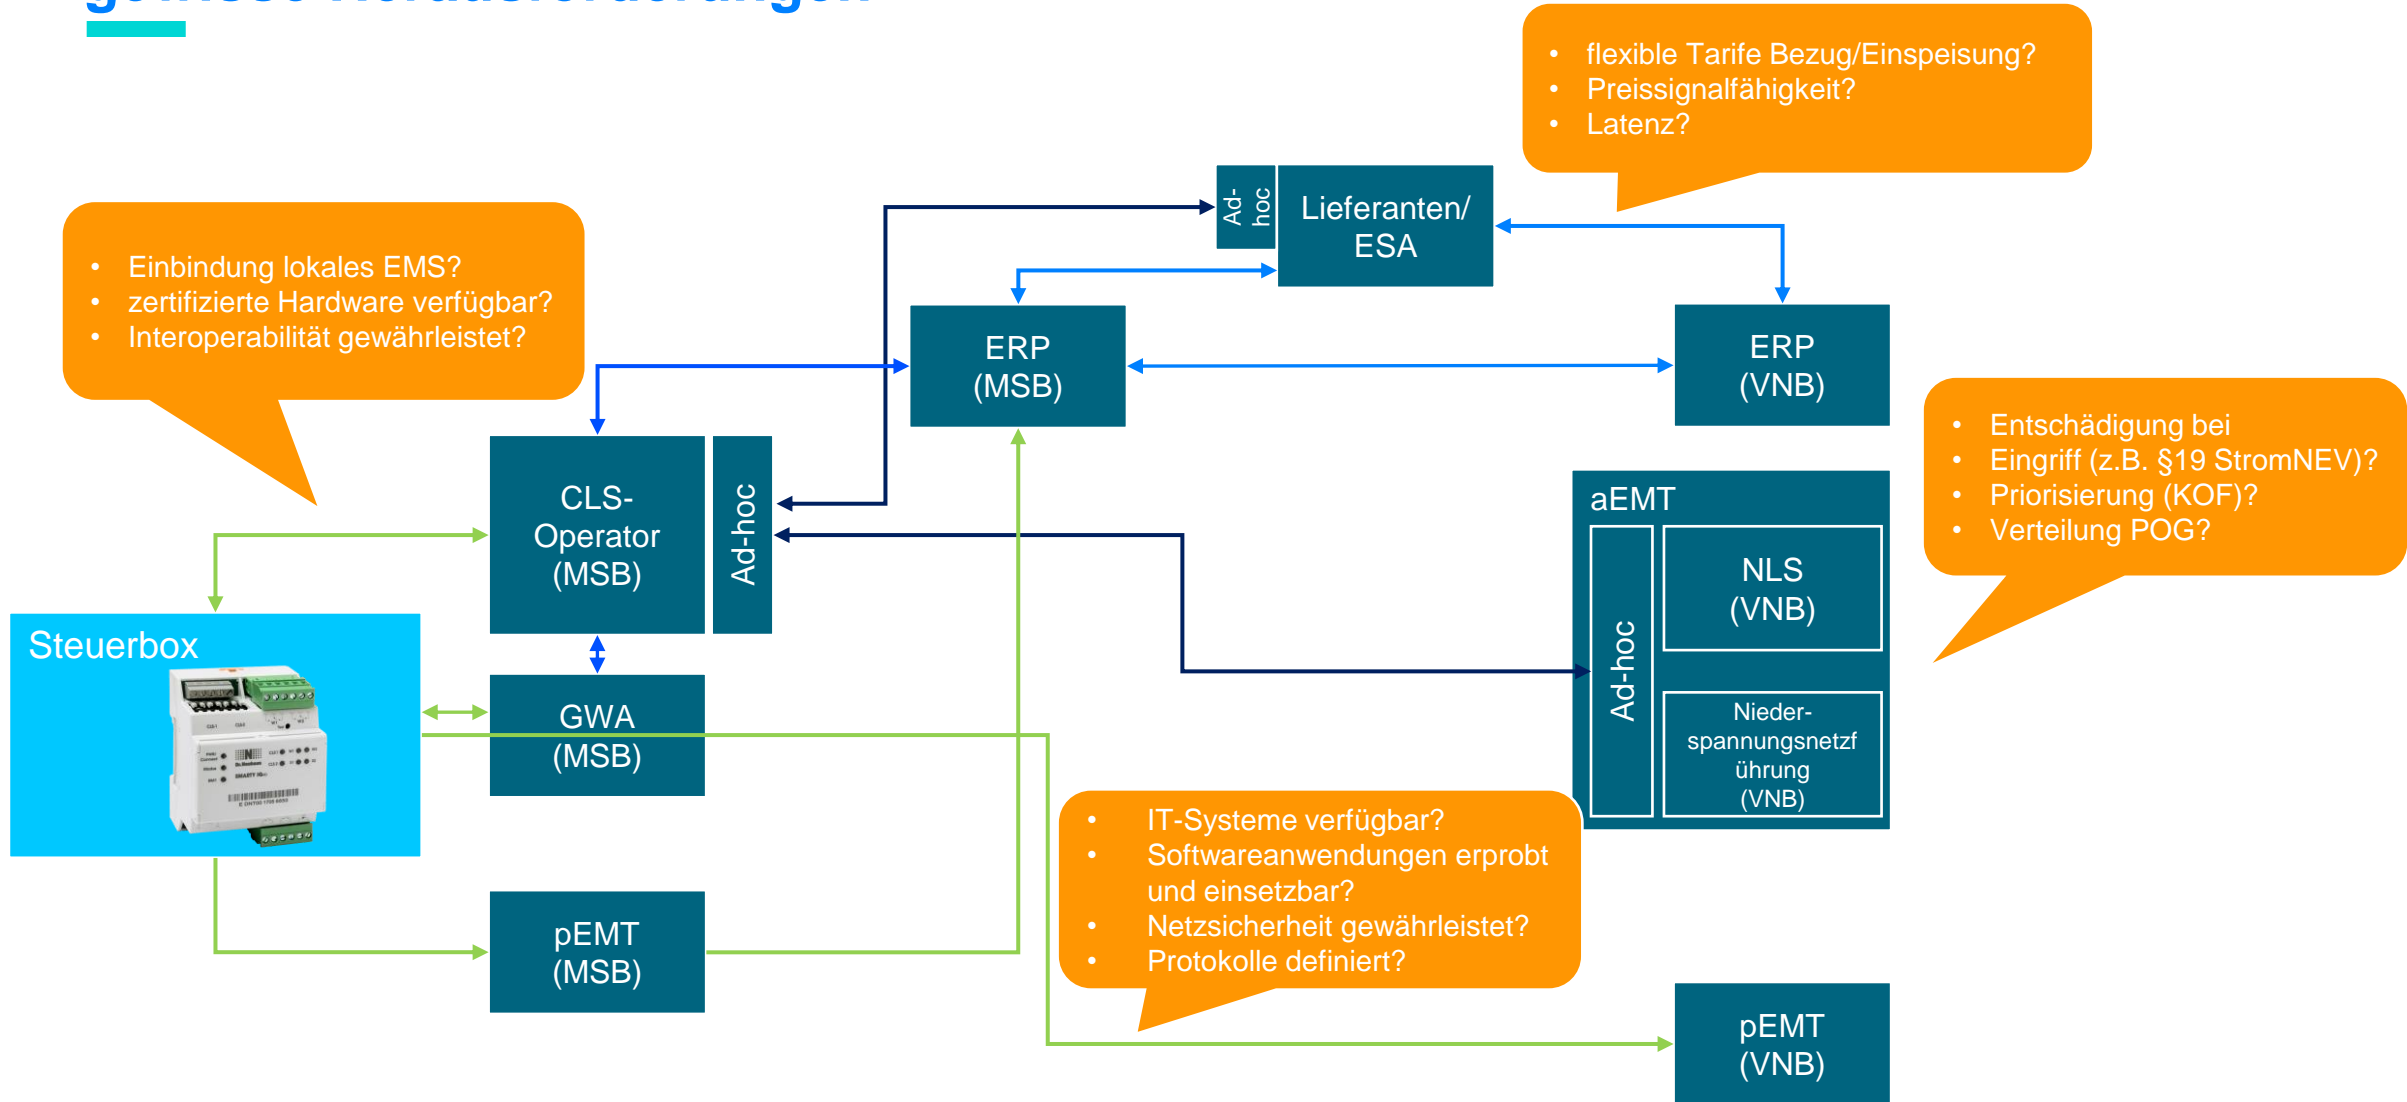 gewisse Herausforderungen
• flexible Tarife Bezug/Einspeisung?
• Preissignalfähigkeit?
• Latenz?
Ad-
hoc
Lieferanten/
ESA
• Einbindung lokales EMS?
• zertifizierte Hardware verfügbar?
• Interoperabilität gewährleistet?
ERP
(MSB)
ERP
(VNB)
• Entschädigung bei
• Eingriff (z.B. §19 StromNEV)?
• Priorisierung (KOF)?
• Verteilung POG?
CLS-
Operator
(MSB)
Ad-hoc
aEMT
Ad-hoc
NLS
(VNB)
Nieder-
spannungsnetzf
ührung
(VNB)
Steuerbox
GWA
(MSB)
• IT-Systeme verfügbar?
• Softwareanwendungen erprobt
und einsetzbar?
• Netzsicherheit gewährleistet?
• Protokolle definiert?
pEMT
(MSB)
pEMT
(VNB)